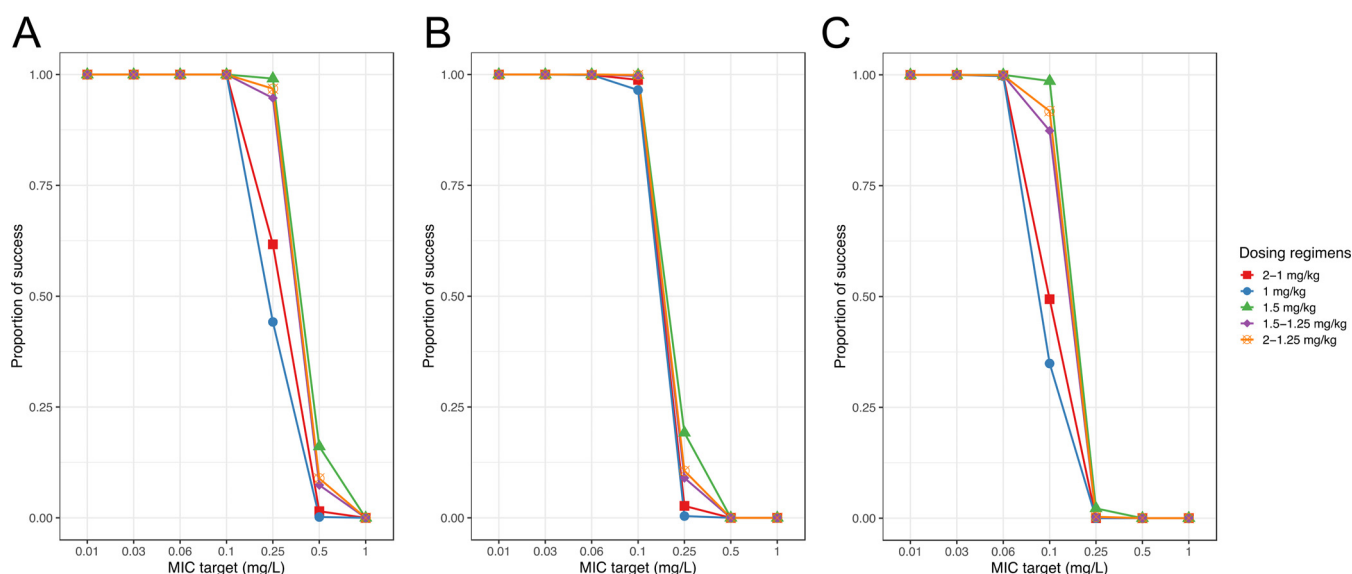 A
B
C
Proportion of success
1.00
0.75
0.50
0.25
0.00
0.01 0.03 0.06 0.1 0.25 0.5 1
MIC target (mg/L)
Proportion of success
1.00
0.75
0.50
0.25
0.00
0.01 0.03 0.06 0.1 0.25 0.5 1
MIC target (mg/L)
Proportion of success
1.00
0.75
0.50
0.25
0.00
0.01 0.03 0.06 0.1 0.25 0.5 1
MIC target (mg/L)
Dosing regimens
2–1 mg/kg
1 mg/kg
1.5 mg/kg
1.5–1.25 mg/kg
2–1.25 mg/kg